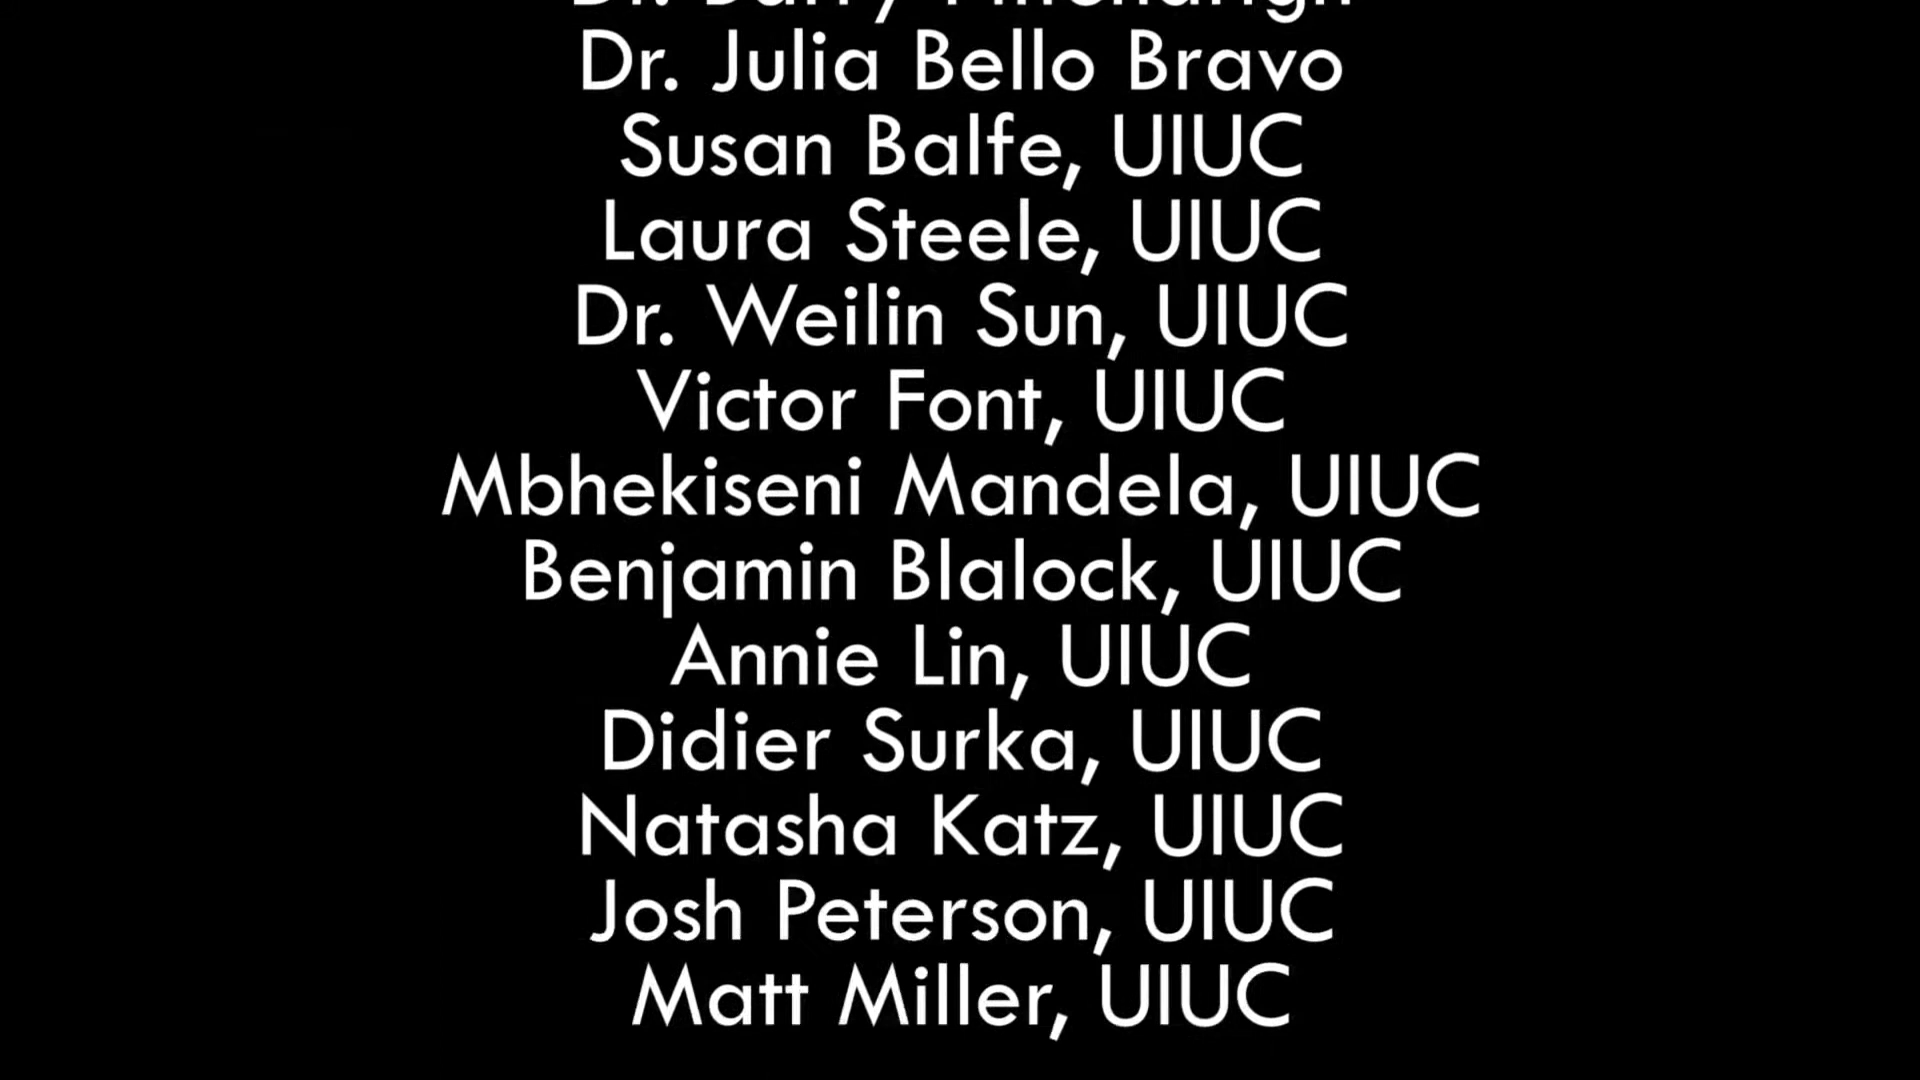 Dr. Barry
Dr. Julia Bello Bravo
Susan Balfe, UIUC
Laura Steele, UIUC
Dr. Weilin Sun, UIUC
Victor Font, UIUC
Mbhekiseni Mandela, UIUC
Benjamin Blalock, UIUC
Annie Lin, UIUC
Didier Surka, UIUC
Natasha Katz, UIUC
Josh Peterson, UIUC
Matt Miller, UIUC